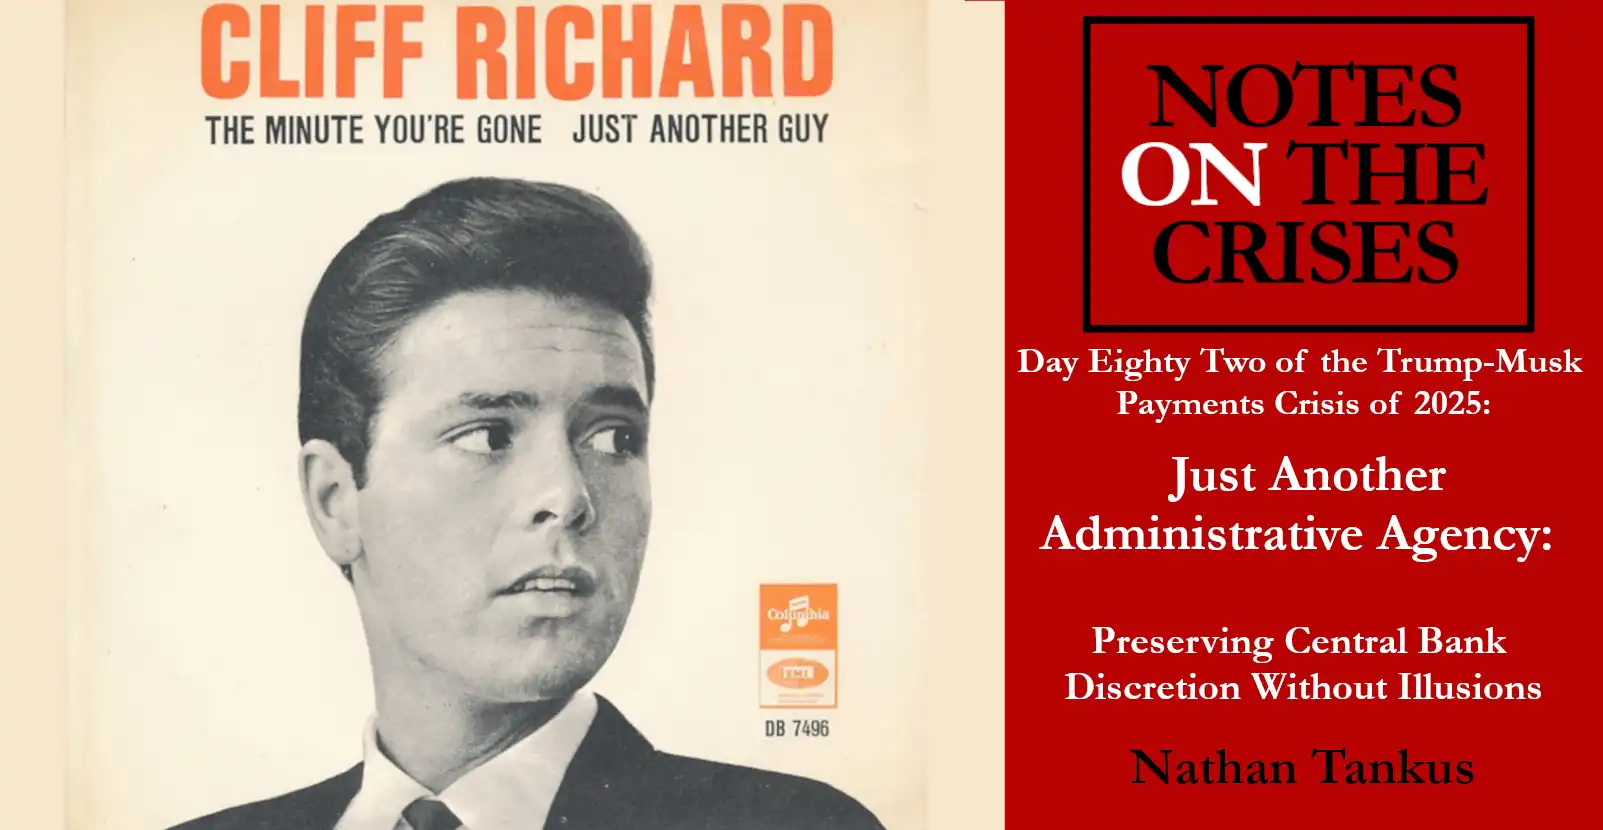 CLIFF RICHARD
THE MINUTE YOU'RE GONE JUST ANOTHER GUY
Columbia
EMI
DB 7496
NOTES
ON THE
CRISES
Day Eighty Two of the Trump-Musk
Payments Crisis of 2025:
Just Another
Administrative Agency:
Preserving Central Bank
Discretion Without Illusions
Nathan Tankus